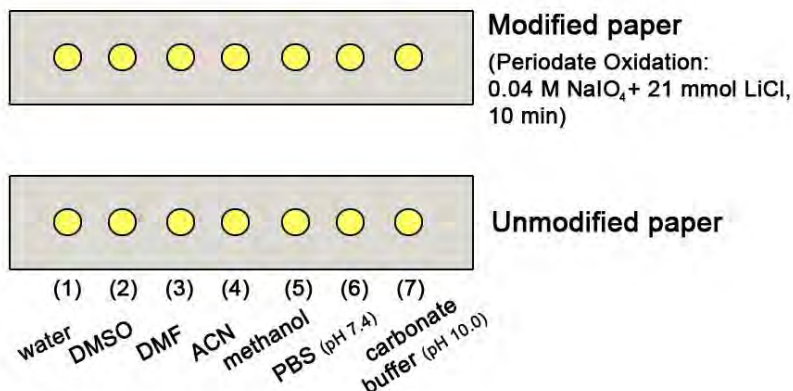 Modified paper
(Periodate Oxidation:
0.04 M NaIO₄+ 21 mmol LiCl,
10 min)
Unmodified paper
(1) (2) (3) (4) (5) (6) (7)
water
DMSO
DMF
ACN
methanol
PBS (pH 7.4)
carbonate
buffer (pH 10.0)